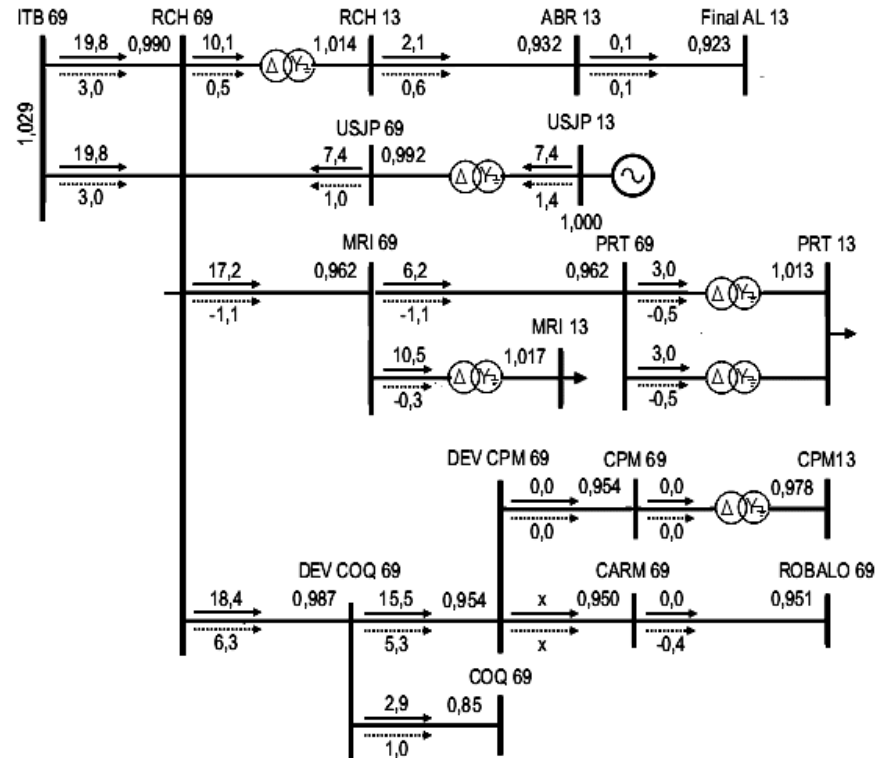 ITB 69 RCH 69 RCH 13 ABR 13 Final AL 13
19,8 0,990 10,1 1,014 2,1 0,932 0,1 0,923
Δ Y
3,0 0,5 0,6 0,1
1,029
USJP 69 USJP 13
19,8 7,4 0,992 7,4
Δ Y
3,0 1,0 1,4
1,000
MRI 69 PRT 69 PRT 13
17,2 0,962 6,2 0,962 3,0 1,013
Δ Y
-1,1 -1,1 -0,5
MRI 13
10,5 1,017 3,0
Δ Y Δ Y
-0,3 -0,5
DEV CPM 69 CPM 69 CPM13
0,0 0,954 0,0 0,978
Δ Y
0,0 0,0
DEV COQ 69 CARM 69 ROBALO 69
18,4 0,987 15,5 0,954 x 0,950 0,0 0,951
6,3 5,3 x -0,4
COQ 69
2,9 0,85
1,0